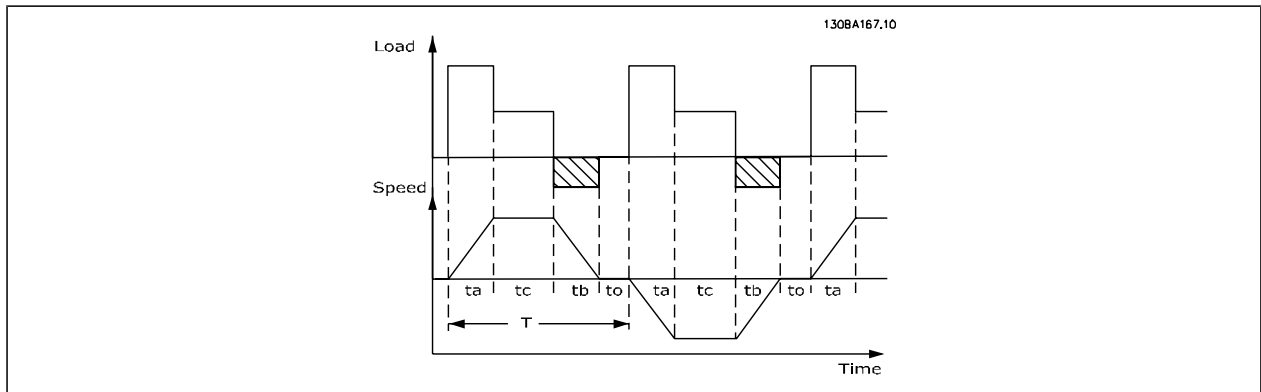 130BA167.10
Load
Speed
ta tc tb to ta tc tb to ta
T
Time